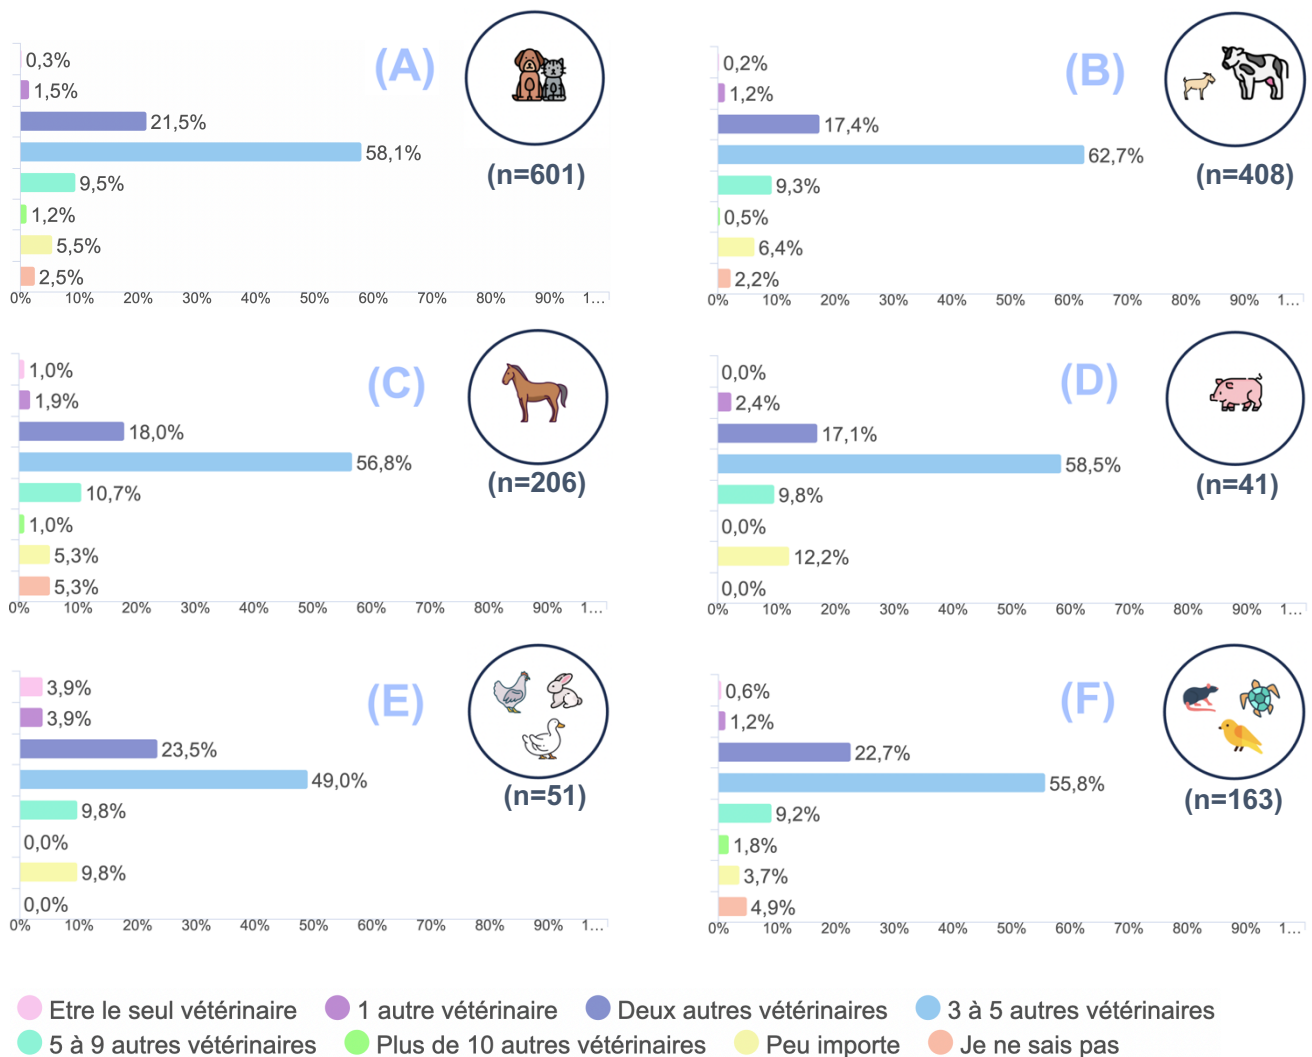 (A)
0,3%
1,5%
21,5%
58,1%
9,5%
1,2%
5,5%
2,5%
0% 10% 20% 30% 40% 50% 60% 70% 80% 90% 1...
(n=601)
(B)
0,2%
1,2%
17,4%
62,7%
9,3%
0,5%
6,4%
2,2%
0% 10% 20% 30% 40% 50% 60% 70% 80% 90% 1...
(n=408)
(C)
1,0%
1,9%
18,0%
56,8%
10,7%
1,0%
5,3%
5,3%
0% 10% 20% 30% 40% 50% 60% 70% 80% 90% 1...
(n=206)
(D)
0,0%
2,4%
17,1%
58,5%
9,8%
0,0%
12,2%
0,0%
0% 10% 20% 30% 40% 50% 60% 70% 80% 90% 1...
(n=41)
(E)
3,9%
3,9%
23,5%
49,0%
9,8%
0,0%
9,8%
0,0%
0% 10% 20% 30% 40% 50% 60% 70% 80% 90% 1...
(n=51)
(F)
0,6%
1,2%
22,7%
55,8%
9,2%
1,8%
3,7%
4,9%
0% 10% 20% 30% 40% 50% 60% 70% 80% 90% 1...
(n=163)
Etre le seul vétérinaire 1 autre vétérinaire Deux autres vétérinaires 3 à 5 autres vétérinaires
5 à 9 autres vétérinaires Plus de 10 autres vétérinaires Peu importe Je ne sais pas